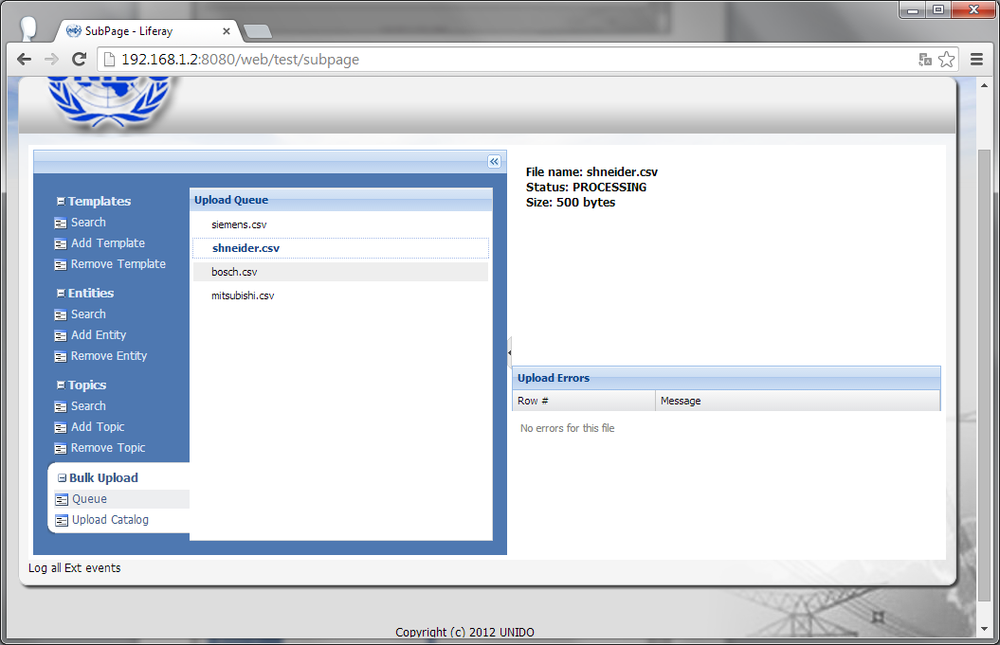 SubPage - Liferay
192.168.1.2:8080/web/test/subpage
Templates
Search
Add Template
Remove Template
Entities
Search
Add Entity
Remove Entity
Topics
Search
Add Topic
Remove Topic
Bulk Upload
Queue
Upload Catalog
Upload Queue
siemens.csv
shneider.csv
bosch.csv
mitsubishi.csv
File name: shneider.csv
Status: PROCESSING
Size: 500 bytes
Upload Errors
Row # Message
No errors for this file
Log all Ext events
Copyright (c) 2012 UNIDO